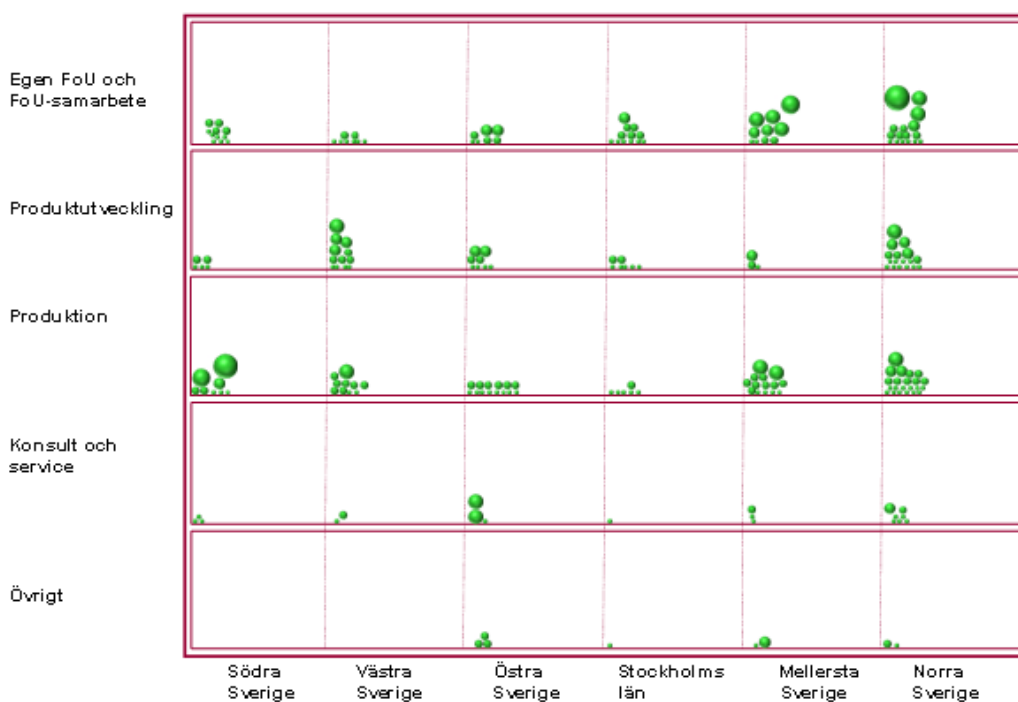 Egen FoU och
FoU-samarbete
Produktutveckling
Produktion
Konsult och
service
Övrigt
Södra
Sverige
Västra
Sverige
Östra
Sverige
Stockholms
län
Mellersta
Sverige
Norra
Sverige